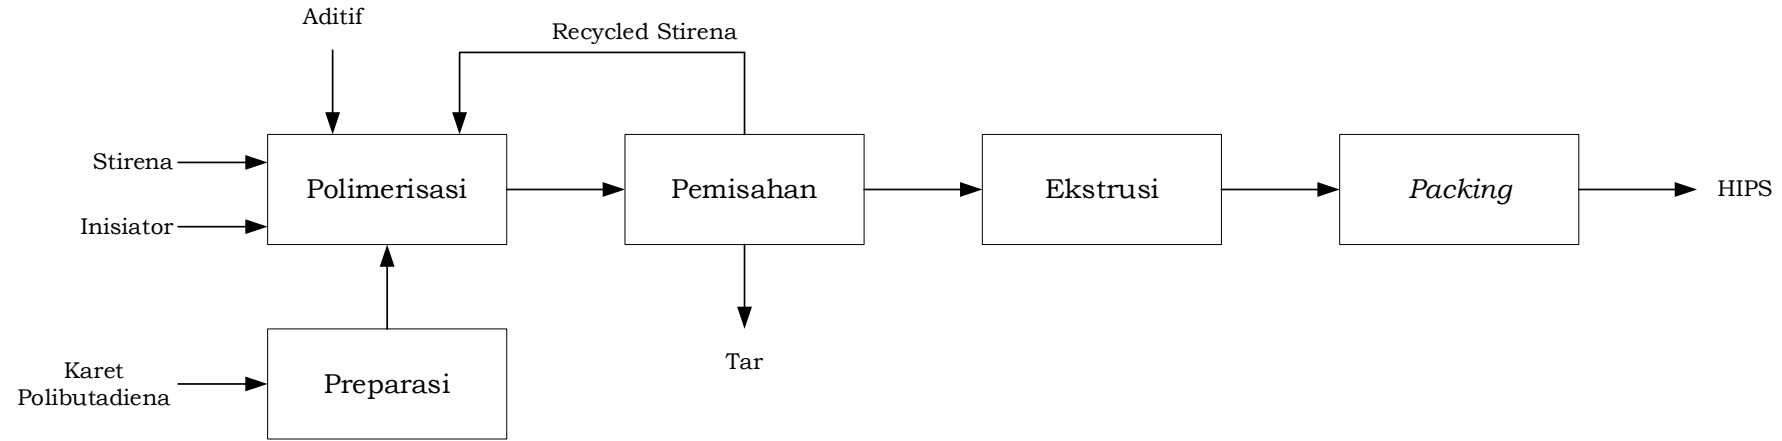 Aditif
Recycled Stirena
Stirena
Polimerisasi
Pemisahan
Ekstrusi
Packing
HIPS
Inisiator
Tar
Karet
Polibutadiena
Preparasi